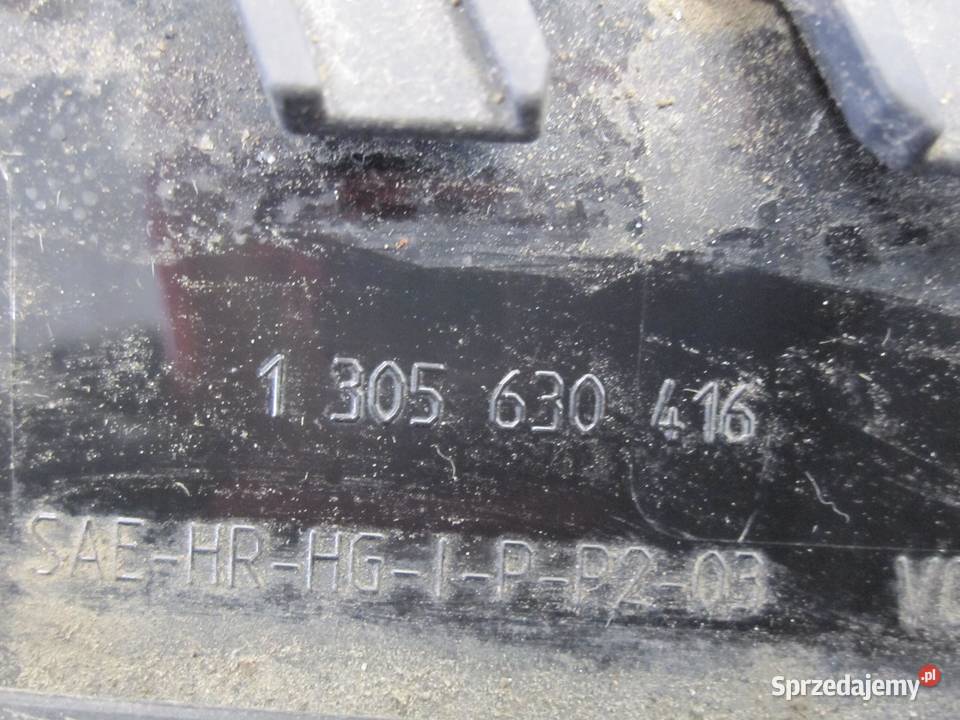 1 305 630 416
SAE-HR-HG-I-P-P2-03
Sprzedajemy.pl